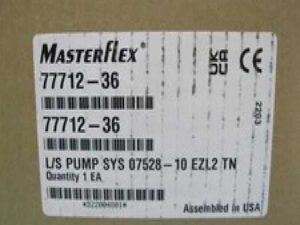 MASTERFLEX®
77712-36
77712-36
L/S PUMP SYS 07528-10 EZL2 TN
Quantity 1 EA
Assembled in USA
2203
UK CA CE